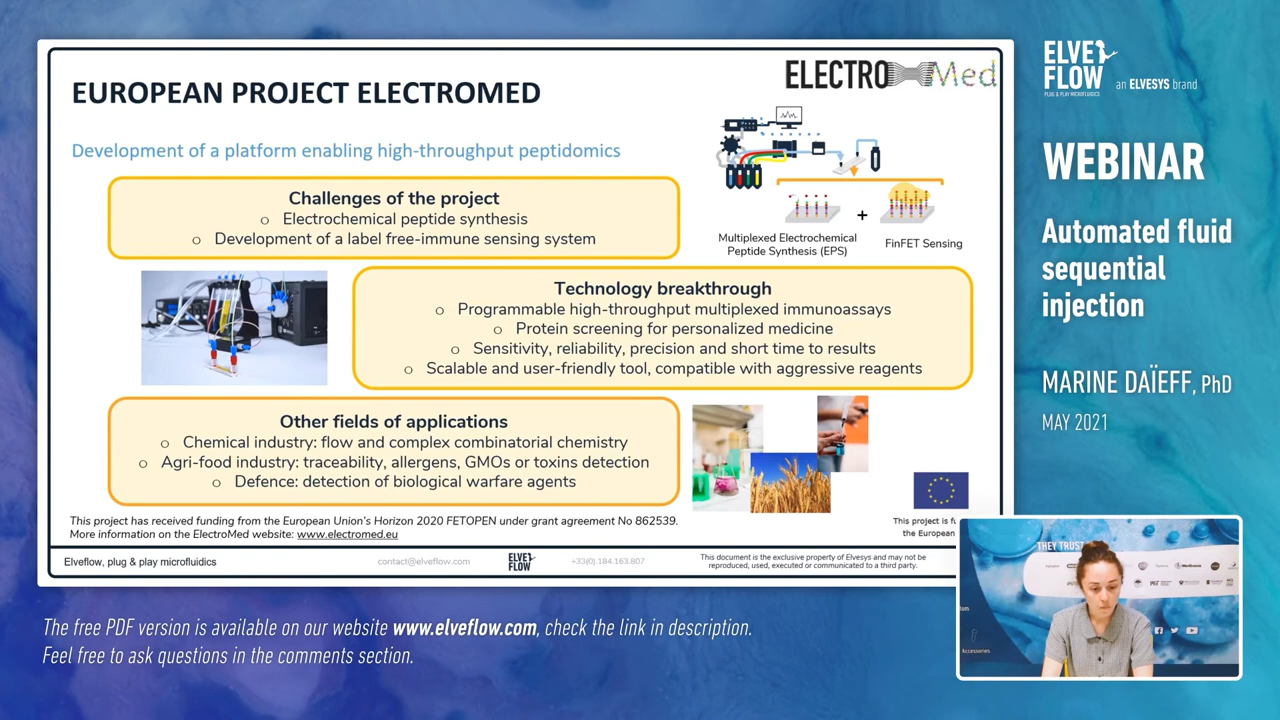 EUROPEAN PROJECT ELECTROMED
ELECTRO Med
Development of a platform enabling high-throughput peptidomics
Challenges of the project
o Electrochemical peptide synthesis
o Development of a label free-immune sensing system
Multiplexed Electrochemical
Peptide Synthesis (EPS)
+
FinFET Sensing
Technology breakthrough
o Programmable high-throughput multiplexed immunoassays
o Protein screening for personalized medicine
o Sensitivity, reliability, precision and short time to results
o Scalable and user-friendly tool, compatible with aggressive reagents
Other fields of applications
o Chemical industry: flow and complex combinatorial chemistry
o Agri-food industry: traceability, allergens, GMOs or toxins detection
o Defence: detection of biological warfare agents
This project has received funding from the European Union's Horizon 2020 FETOPEN under grant agreement No 862539.
More information on the ElectroMed website: www.electromed.eu
This project is
the European
Elveflow, plug & play microfluidics
contact@elveflow.com
ELVE
FLOW
+33(0).184.163.807
This document is the exclusive property of Elvesys and may not be
reproduced, used, executed or communicated to a third party.
ELVE
FLOW
PLUG & PLAY MICROFLUIDICS
an ELVESYS brand
WEBINAR
Automated fluid
sequential
injection
MARINE DAÏEFF, PhD
MAY 2021
THEY TRUST
Accessories
The free PDF version is available on our website www.elveflow.com, check the link in description.
Feel free to ask questions in the comments section.